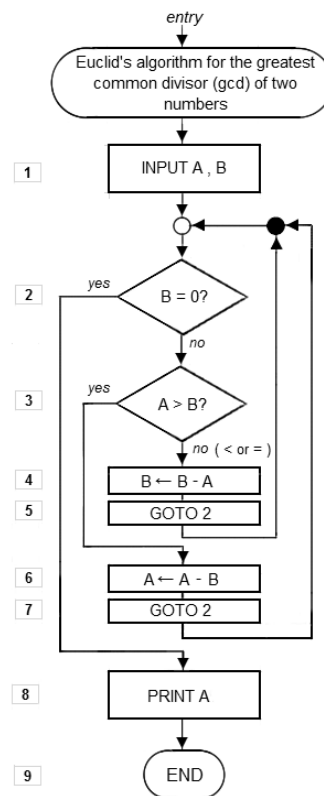 entry
Euclid's algorithm for the greatest
common divisor (gcd) of two
numbers
1
INPUT A , B
2
yes
B = 0?
no
3
yes
A > B?
no ( < or = )
4
B ← B - A
5
GOTO 2
6
A ← A - B
7
GOTO 2
8
PRINT A
9
END